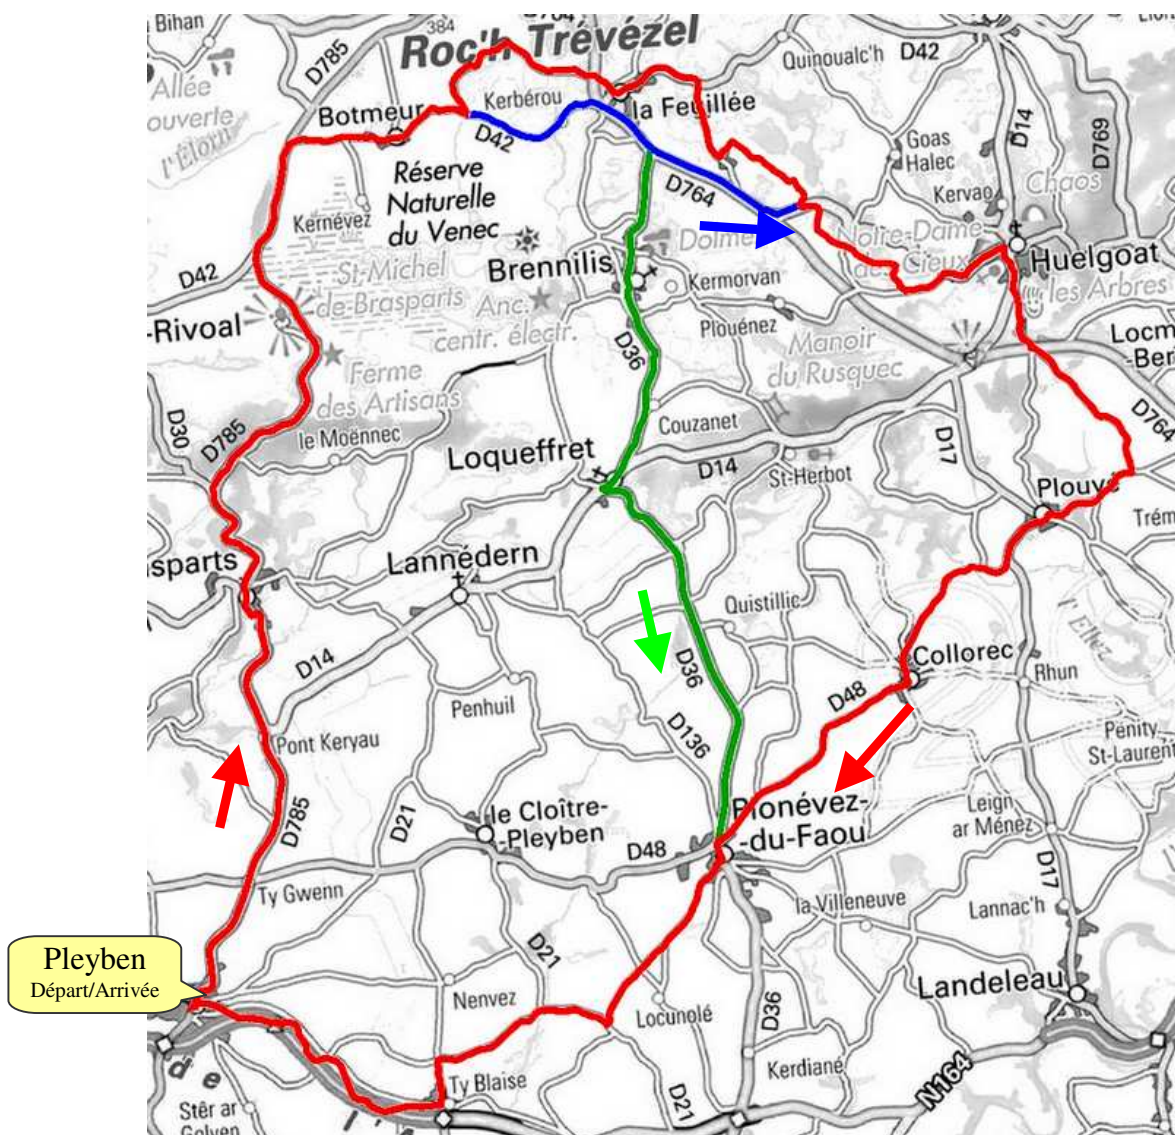 Bihan
384
D764
Roc'h Trévézel
D785
Quinoualc'h
D42
Allée
ouverte
l'Élorn
Botmeur
Kerbérou
la Feuillée
D42
D14
D769
Goas
Halec
Réserve
Naturelle
du Venec
D764
Kervao
Chaos
Kernévez
Notre-Dame
des Cieux
Huelgoat
les Arbres
D42
St-Michel
de-Brasparts
Brennilis
Kermorvan
Anc.
centr. électr.
-Rivoal
Plouénez
Manoir
du Rusquec
Locm
-Ber
Ferme
des Artisans
D36
D30
D785
le Moënnec
Couzanet
D764
Loqueffret
D14
St-Herbot
D17
Plouyé
Trém
sparts
Lannédern
Quistillic
l'Ellez
D14
D36
Collorec
Rhun
Penhuil
D48
Pont Keryau
D136
Pénity
St-Laurent
D785
D21
le Cloître-
-Pleyben
Plonévez-
-du-Faou
Leign
ar Ménez
D48
D17
Ty Gwenn
la Villeneuve
Lannac'h
Pleyben
Départ/Arrivée
D21
Nenvez
Locunolé
D36
Landeleau
Kerdiané
de
Ty Blaise
D21
N164
Stêr ar
Golven